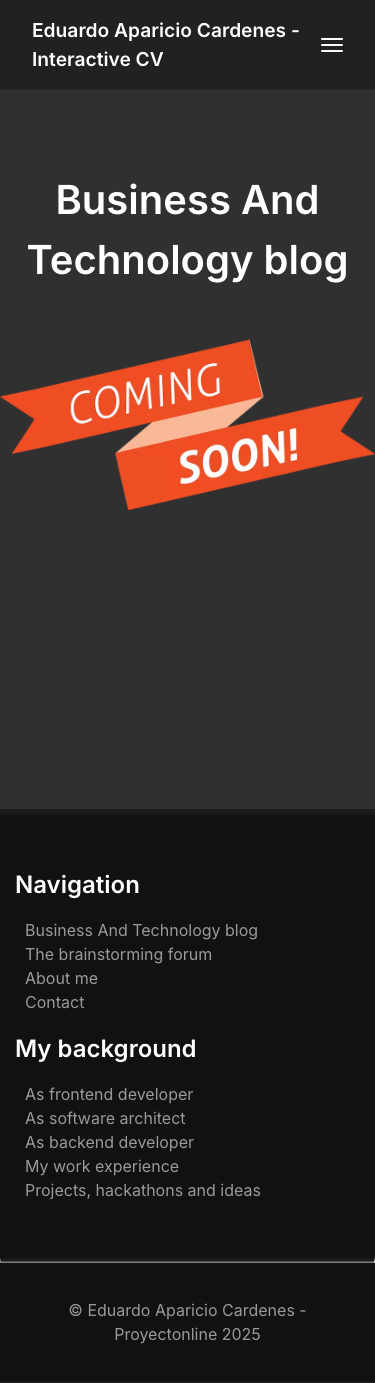 Eduardo Aparicio Cardenes -
Interactive CV
Business And
Technology blog
COMING
SOON!
Navigation
Business And Technology blog
The brainstorming forum
About me
Contact
My background
As frontend developer
As software architect
As backend developer
My work experience
Projects, hackathons and ideas
© Eduardo Aparicio Cardenes -
Proyectonline 2025